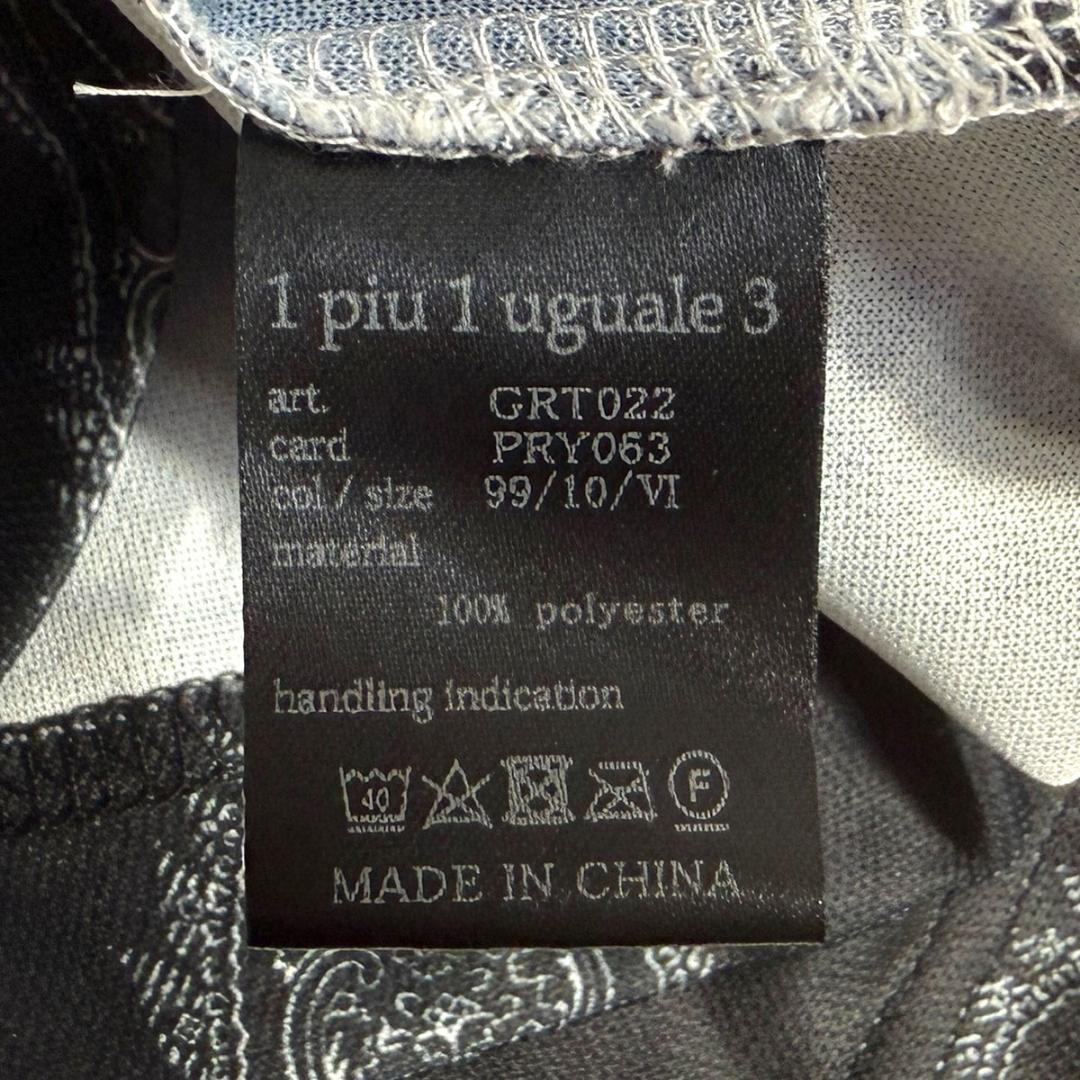 1 piu 1 uguale 3
art. GRT022
card PRY063
col / size 99/10/VI
material
100% polyester
handling indication
40 F
MADE IN CHINA